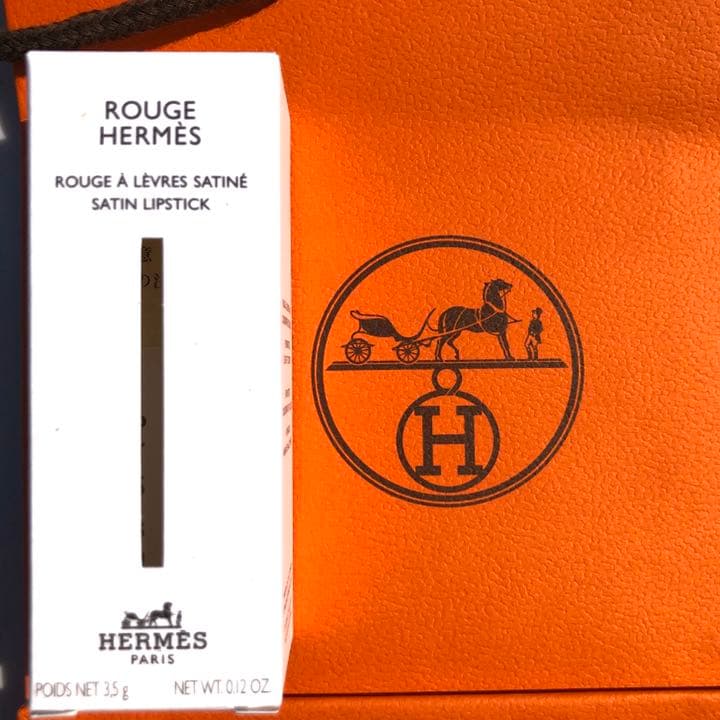 ROUGE
HERMÈS
ROUGE À LÈVRES SATINÉ
SATIN LIPSTICK
HERMÈS
PARIS
POIDS NET 3,5 g NET WT. 0.12 OZ.
H